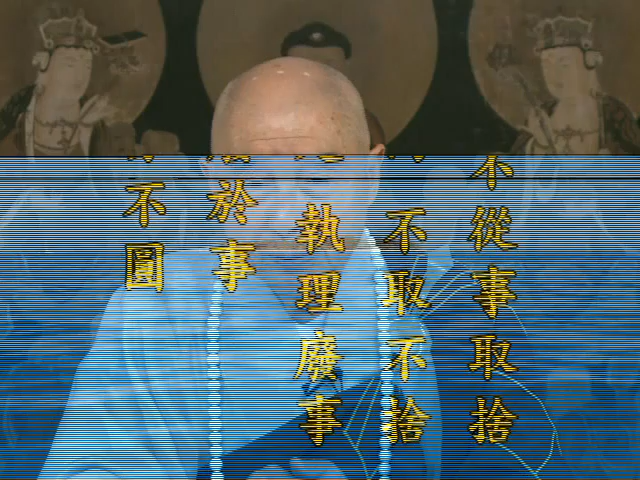 不從事取捨
不取不捨
執理廢事
於事
不圓